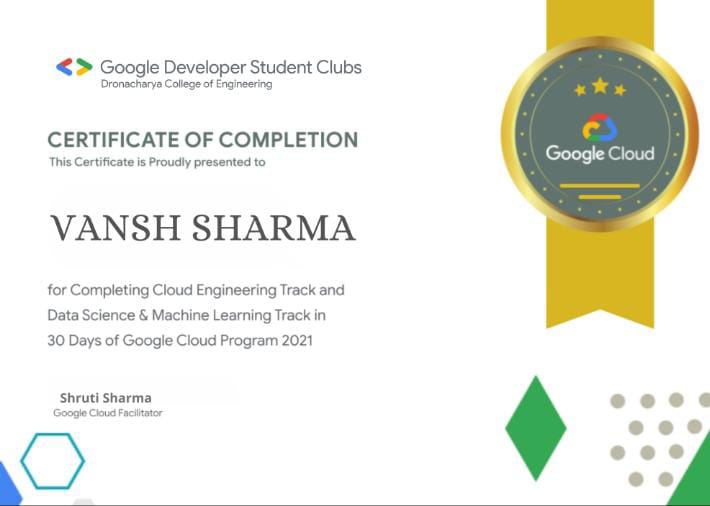 Google Developer Student Clubs
Dronacharya College of Engineering
CERTIFICATE OF COMPLETION
This Certificate is Proudly presented to
VANSH SHARMA
for Completing Cloud Engineering Track and
Data Science & Machine Learning Track in
30 Days of Google Cloud Program 2021
Shruti Sharma
Google Cloud Facilitator
Google Cloud